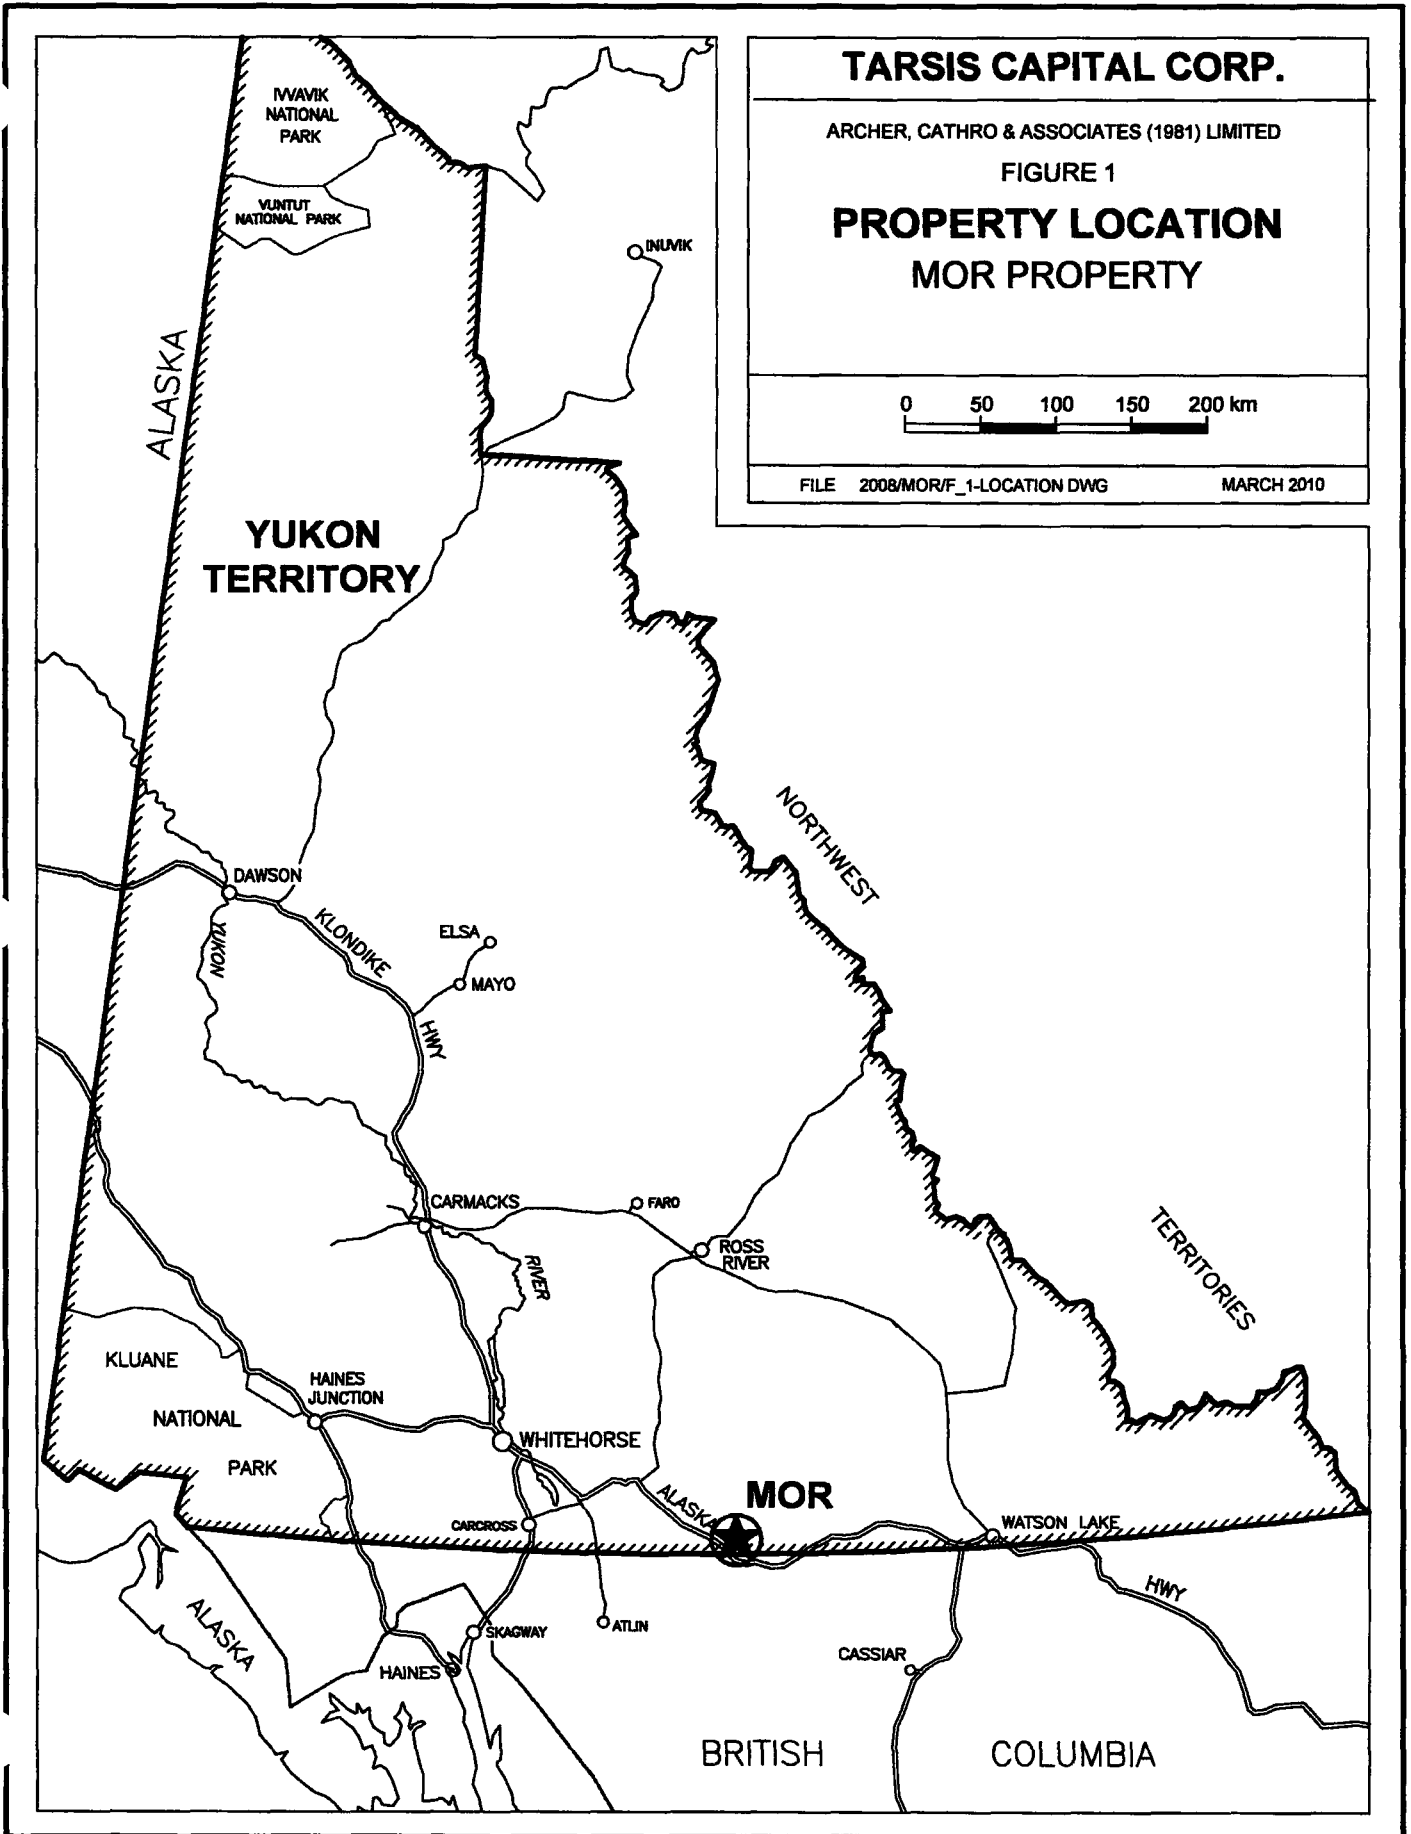 TARSIS CAPITAL CORP.
ARCHER, CATHRO & ASSOCIATES (1981) LIMITED
FIGURE 1
PROPERTY LOCATION
MOR PROPERTY
0 50 100 150 200 km
FILE 2008/MOR/F_1-LOCATION DWG MARCH 2010
IVVAVIK
NATIONAL
PARK
VUNTUT
NATIONAL PARK
INUVIK
ALASKA
YUKON
TERRITORY
NORTHWEST
DAWSON
KLONDIKE
YUKON
ELSA
MAYO
HWY
CARMACKS
FARO
ROSS
RIVER
RIVER
TERRITORIES
KLUANE
HAINES
JUNCTION
NATIONAL
WHITEHORSE
PARK
ALASKA
MOR
CARCROSS
WATSON LAKE
HWY
ALASKA
SKAGWAY
ATLIN
HAINES
CASSIAR
BRITISH COLUMBIA